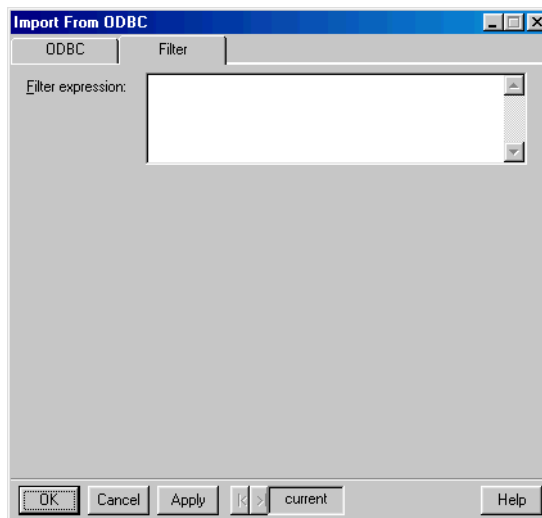 Import From ODBC
ODBC Filter
Filter expression:
OK Cancel Apply current Help